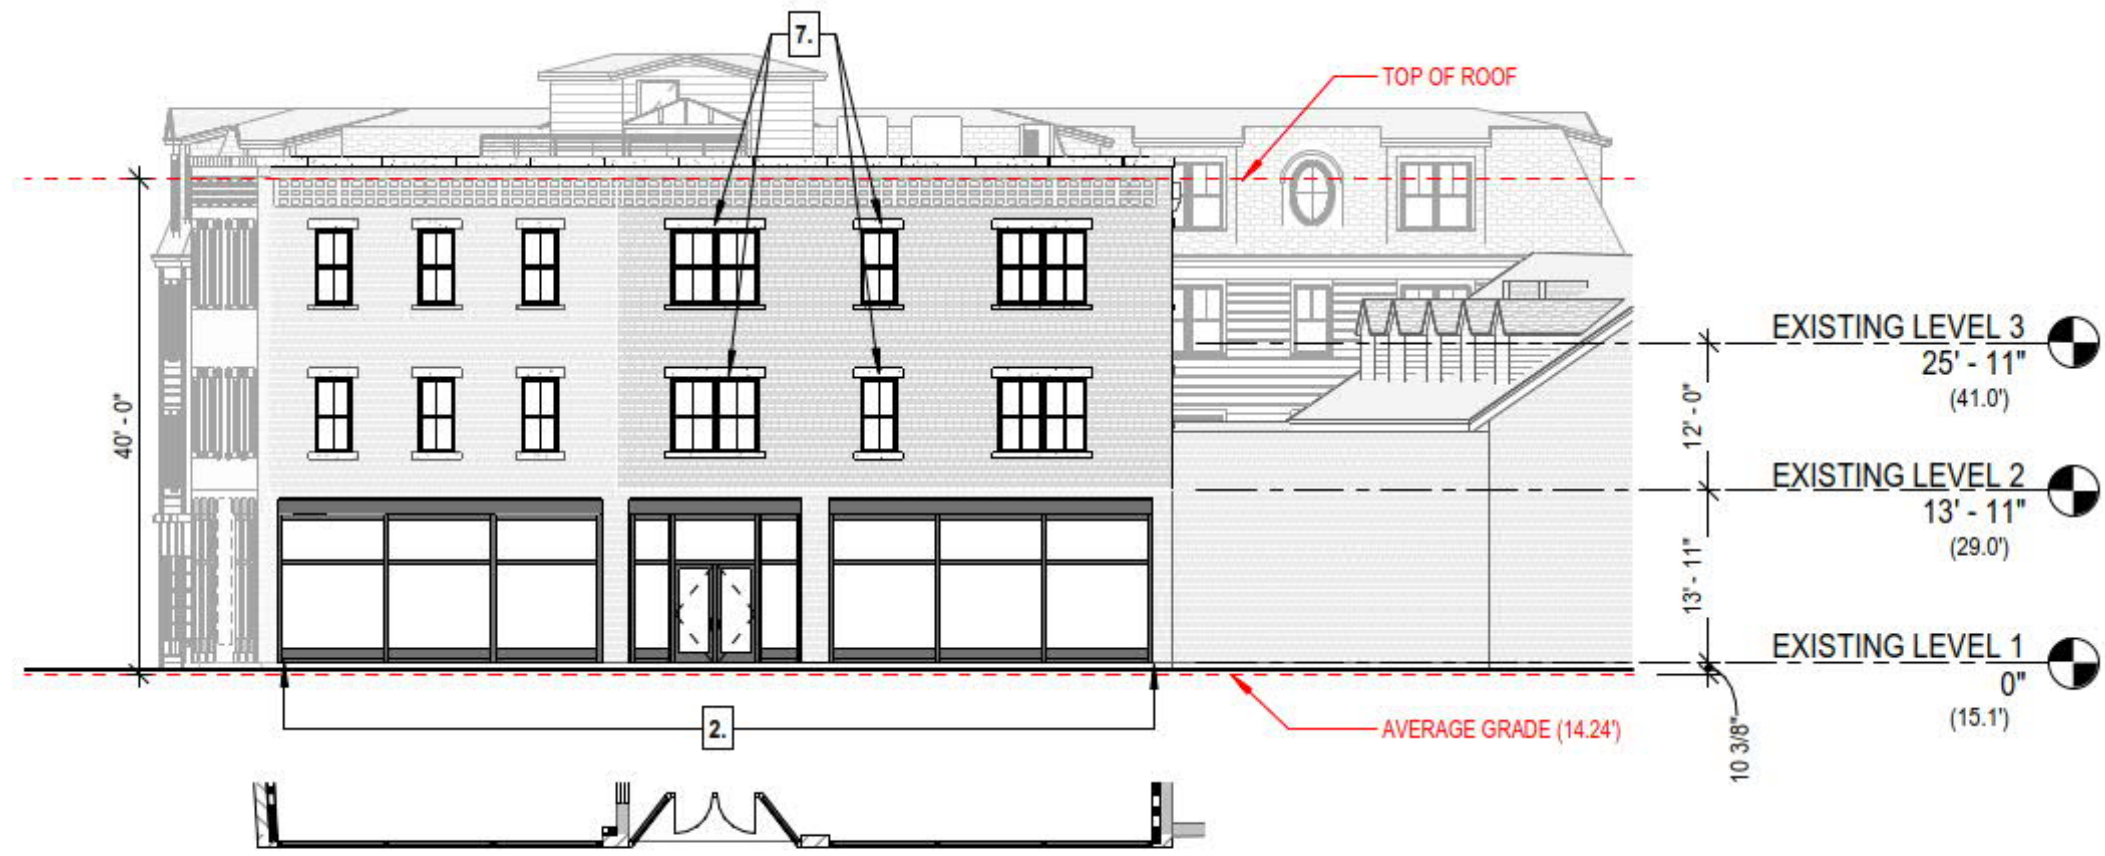 7.
TOP OF ROOF
40' - 0"
EXISTING LEVEL 3
25' - 11"
(41.0')
12' - 0"
EXISTING LEVEL 2
13' - 11"
(29.0')
13' - 11"
EXISTING LEVEL 1
0"
(15.1')
10 3/8"
2.
AVERAGE GRADE (14.24')